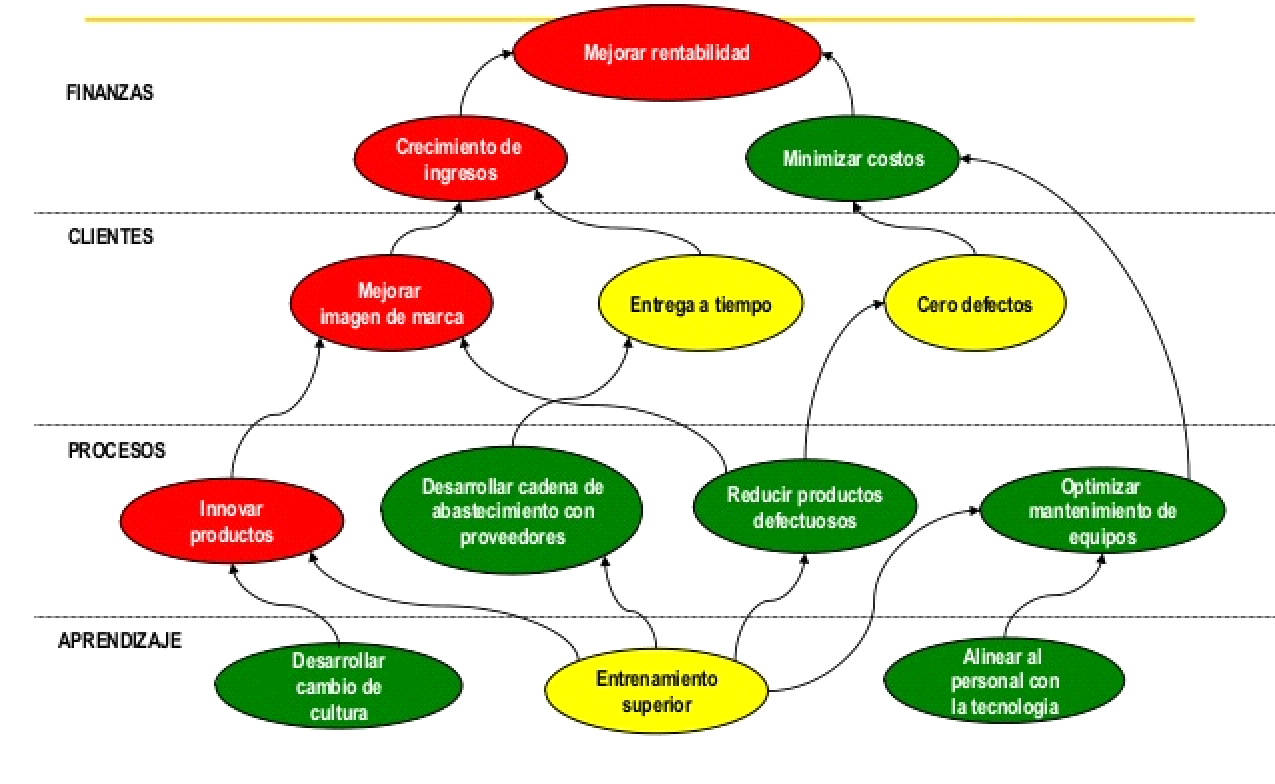 Mejorar rentabilidad
FINANZAS
Crecimiento de
ingresos
Minimizar costos
CLIENTES
Mejorar
imagen de marca
Entrega a tiempo
Cero defectos
PROCESOS
Innovar
productos
Desarrollar cadena de
abastecimiento con
proveedores
Reducir productos
defectuosos
Optimizar
mantenimiento de
equipos
APRENDIZAJE
Desarrollar
cambio de
cultura
Entrenamiento
superior
Alinear al
personal con
la tecnologia